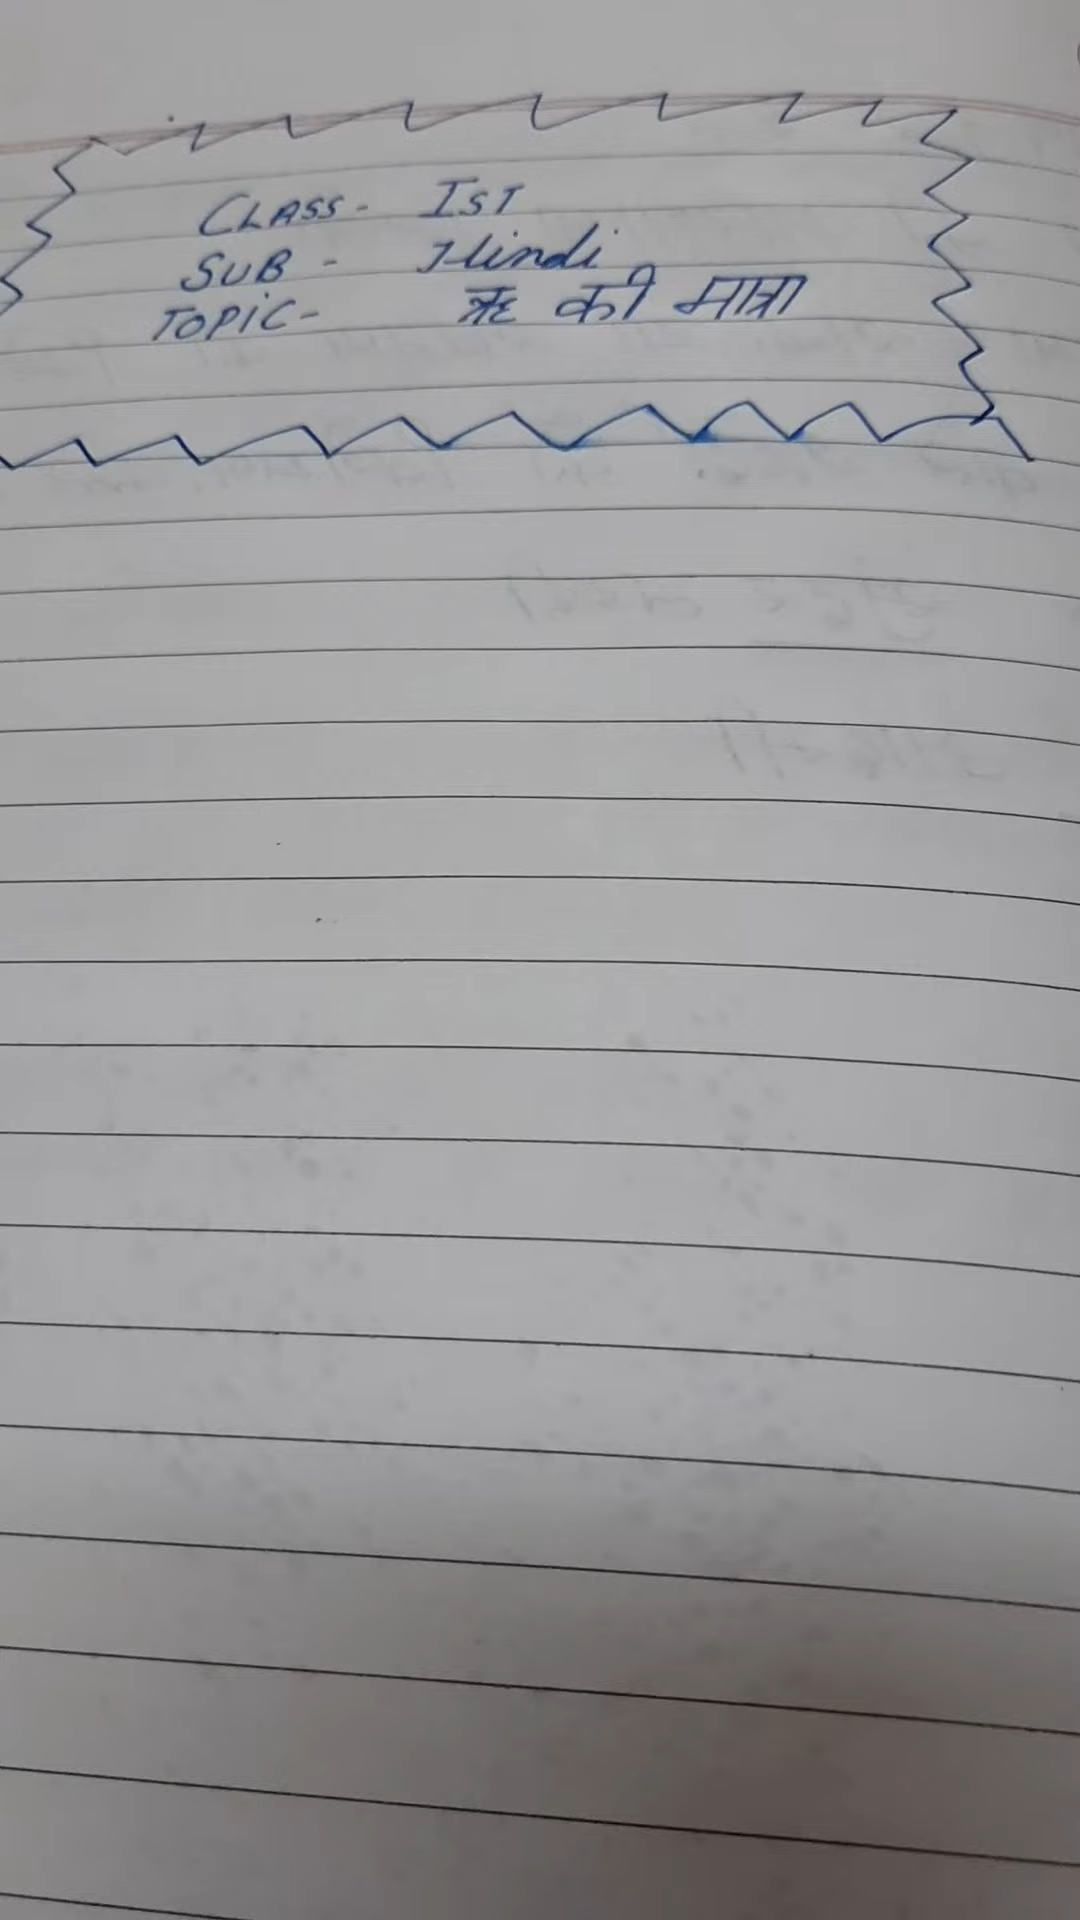 CLASS - IST
SUB - Hindi
TOPIC - ऋ की मात्रा